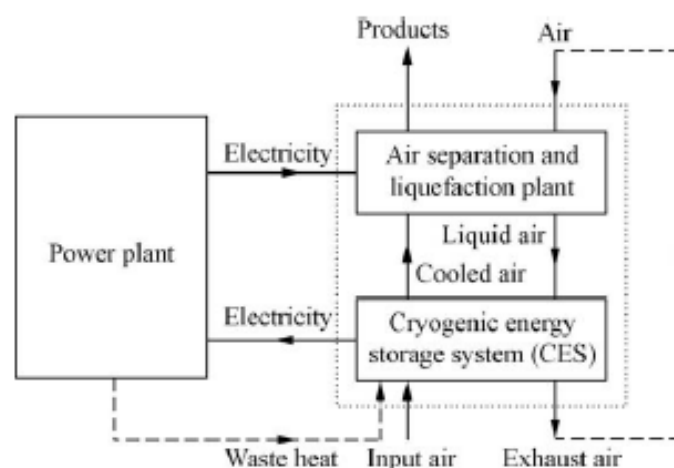 Products
Air
Electricity
Air separation and
liquefaction plant
Power plant
Liquid air
Cooled air
Electricity
Cryogenic energy
storage system (CES)
Waste heat
Input air
Exhaust air